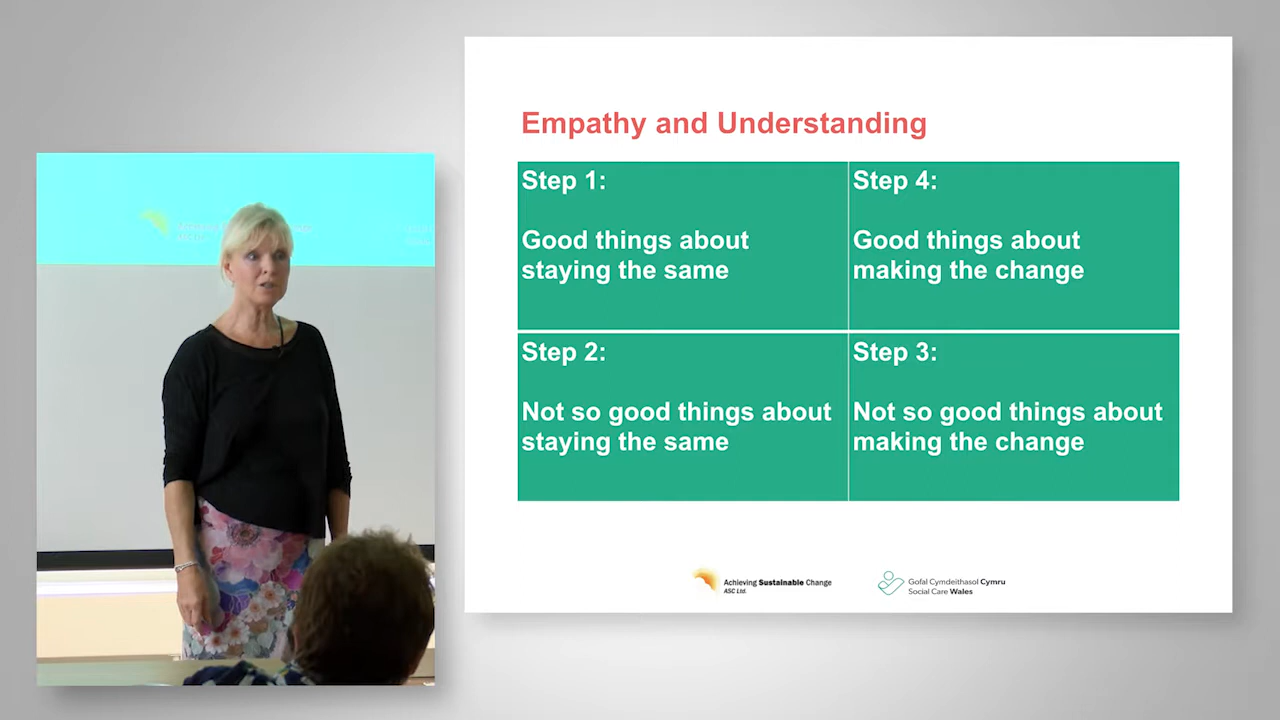 Empathy and Understanding
Step 1:
Good things about
staying the same
Step 4:
Good things about
making the change
Step 2:
Not so good things about
staying the same
Step 3:
Not so good things about
making the change
Achieving Sustainable Change
ASC Ltd.
Gofal Cymdeithasol Cymru
Social Care Wales